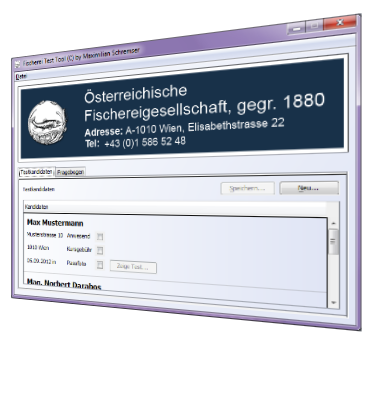 Fischerei Test Tool (C) by Maximilian Schremser
Datei
Österreichische
Fischereigesellschaft, gegr. 1880
Adresse: A-1010 Wien, Elisabethstrasse 22
Tel: +43 (0)1 586 52 48
Testkandidaten Fragebogen
Testkandidaten Speichern... Neu...
Kandidaten
Max Mustermann
Musterstrasse 10 Anwesend
1010 Wien Kursgebühr
06.09.2012 Passfoto Zeige Test...
Mag. Norbert Darabos